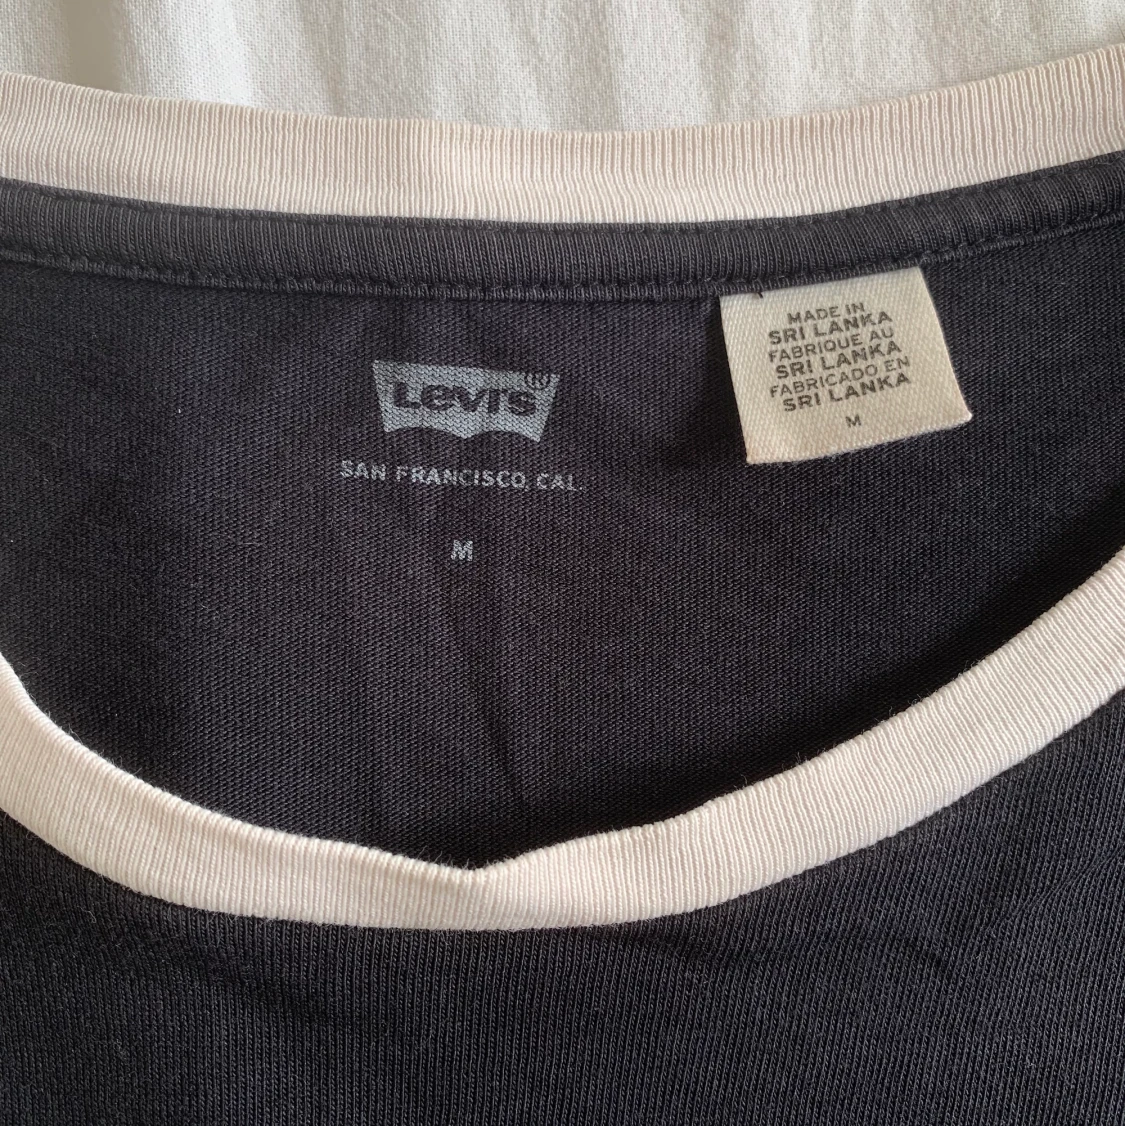 Levi's®
SAN FRANCISCO, CAL.
M
MADE IN
SRI LANKA
FABRIQUE AU
SRI LANKA
FABRICADO EN
SRI LANKA
M